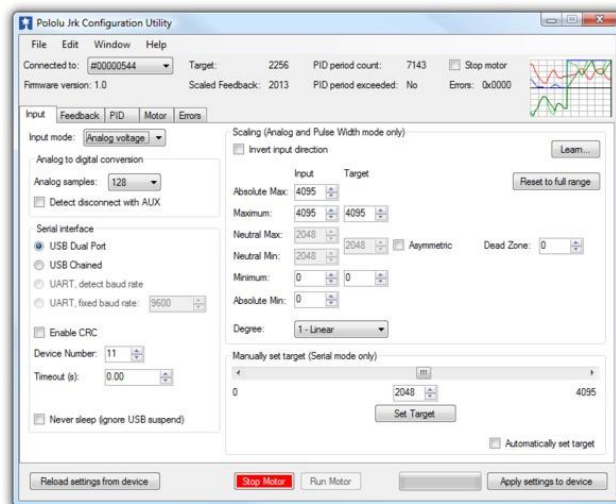 Pololu Jrk Configuration Utility
File Edit Window Help
Connected to: #00000544 Target: 2256 PID period count: 7143 Stop motor
Firmware version: 1.0 Scaled Feedback: 2013 PID period exceeded: No Errors: 0x0000
Input Feedback PID Motor Errors
Input mode: Analog voltage
Scaling (Analog and Pulse Width mode only)
Invert input direction Learn...
Analog to digital conversion
Input Target
Analog samples: 128
Absolute Max: 4095 Reset to full range
Detect disconnect with AUX
Maximum: 4095 4095
Serial interface
Neutral Max: 2048
USB Dual Port
2048 Asymmetric Dead Zone: 0
Neutral Min: 2048
USB Chained
UART, detect baud rate
Minimum: 0 0
UART, fixed baud rate: 9600
Absolute Min: 0
Enable CRC
Degree: 1 - Linear
Device Number: 11
Manually set target (Serial mode only)
Timeout (s): 0.00
0 2048 4095
Never sleep (ignore USB suspend)
Set Target
Automatically set target
Reload settings from device Stop Motor Run Motor Apply settings to device